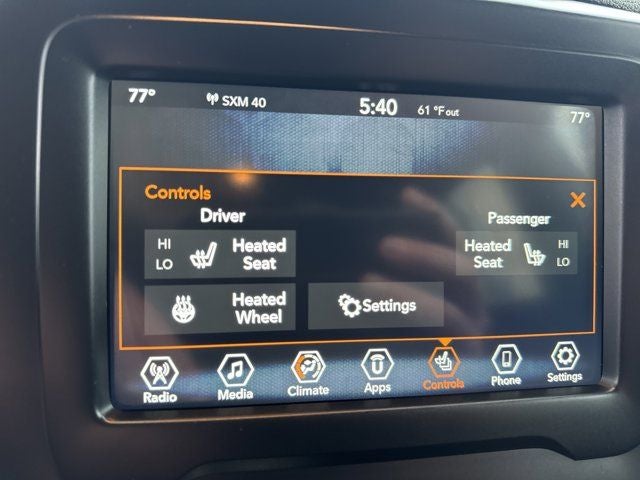 77° SXM 40 5:40 61 °F out 77°
Controls
Driver Passenger
HI Heated Heated HI
LO Seat Seat LO
Heated Settings
Wheel
Radio Media Climate Apps Controls Phone Settings